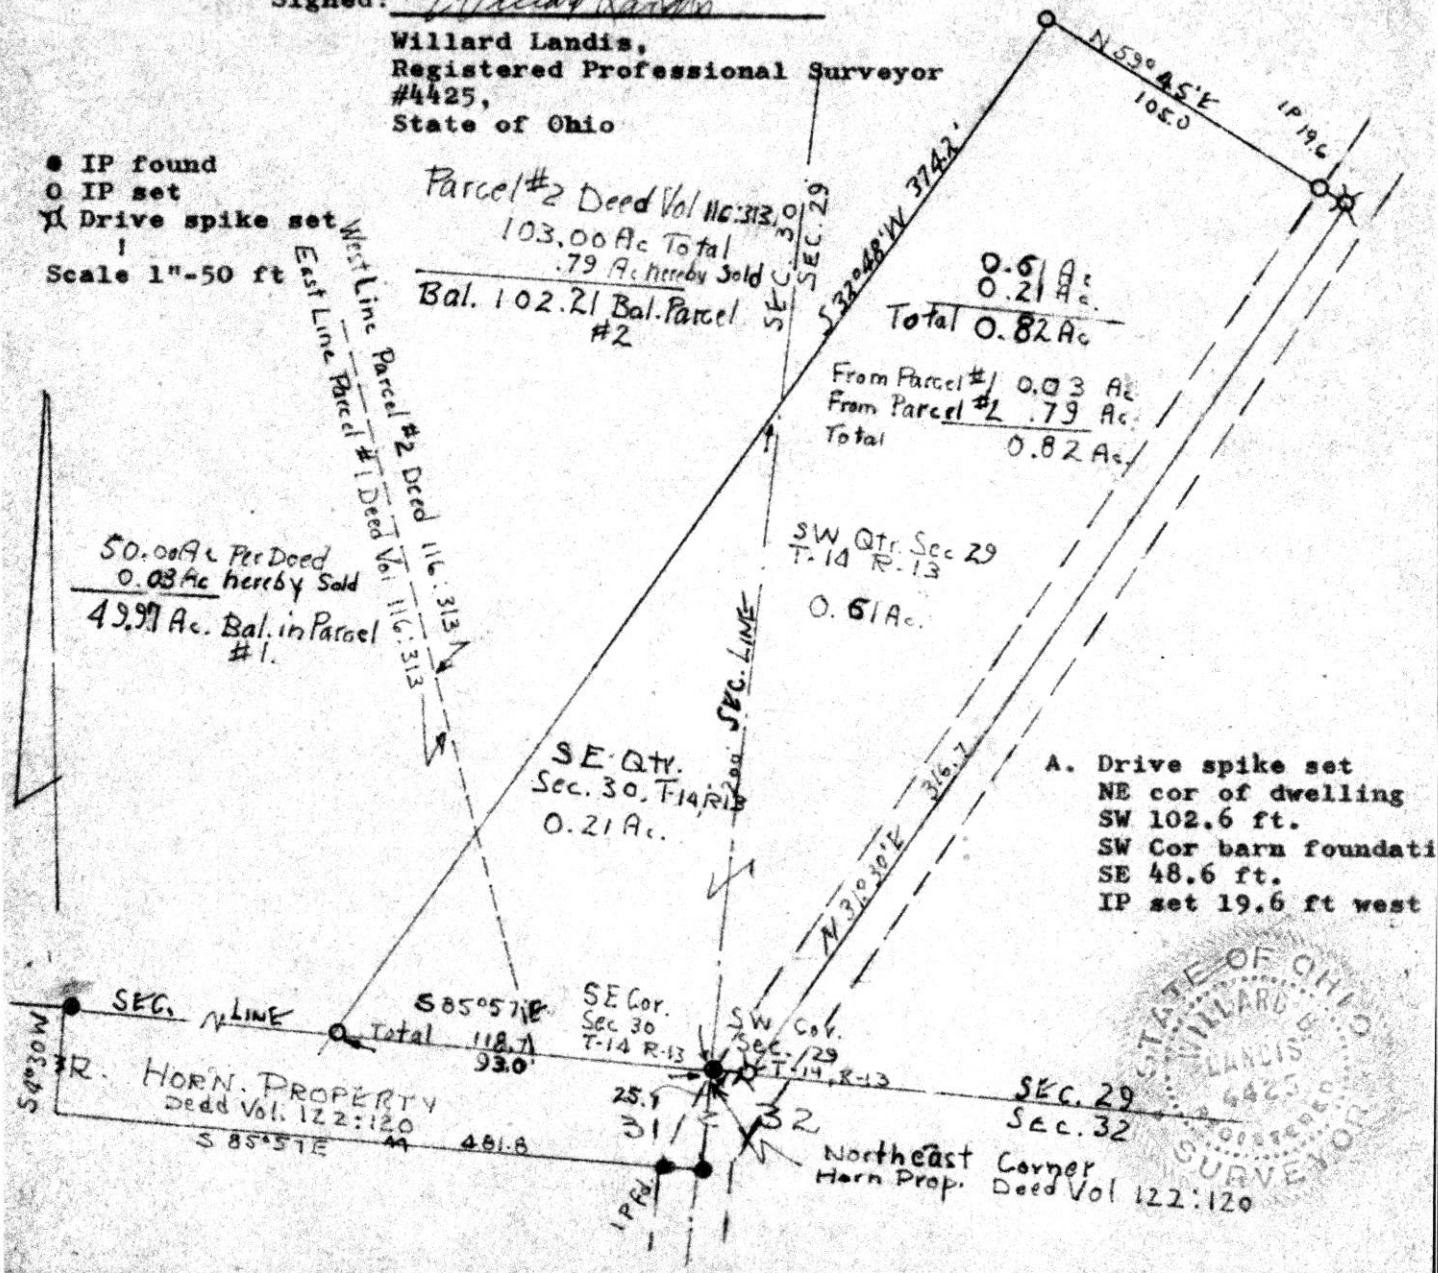 Signed:
Willard Landis,
Registered Professional Surveyor
#4425,
State of Ohio
● IP found
O IP set
Drive spike set
Scale 1"-50 ft
Parcel #2 Deed Vol 116:313
103.00 Ac Total
.79 Ac hereby Sold
Bal. 102.21 Bal. Parcel
#2
SEC. 30
SEC. 29
S 32°48'W 374.2'
N 59°45'E
105.0
IP 19.6
0.61 Ac
0.21 Ac.
Total 0.82 Ac
From Parcel #1 0.03 Ac
From Parcel #2 .79 Ac.
Total 0.82 Ac.
West Line Parcel #2 Deed 116:313
East Line Parcel #1 Deed Vol 116:313
50.00 Ac Per Deed
0.03 Ac hereby Sold
49.97 Ac. Bal. in Parcel
#1.
SW Qtr. Sec 29
T-14 R-13
0.61 Ac.
SEC. LINE
SE Qtr.
Sec. 30, T-14, R-13
0.21 Ac.
N 31°30'E 316.7
A. Drive spike set
NE cor of dwelling
SW 102.6 ft.
SW Cor barn foundati
SE 48.6 ft.
IP set 19.6 ft west
SEC. LINE
S 85°57'E
Total 118.7
93.0
SE Cor.
Sec 30
T-14 R-13
SW Cor.
Sec. 29
T-14, R-13
SEC. 29
SEC. 32
S 4°30W
R. HORN. PROPERTY
Deed Vol. 122:120
S 85°57E 481.8
31
32
IP Fd.
Northeast Corner
Horn Prop. Deed Vol 122:120
STATE OF OHIO
WILLARD
LANDIS
4425
REGISTERED
SURVEYOR